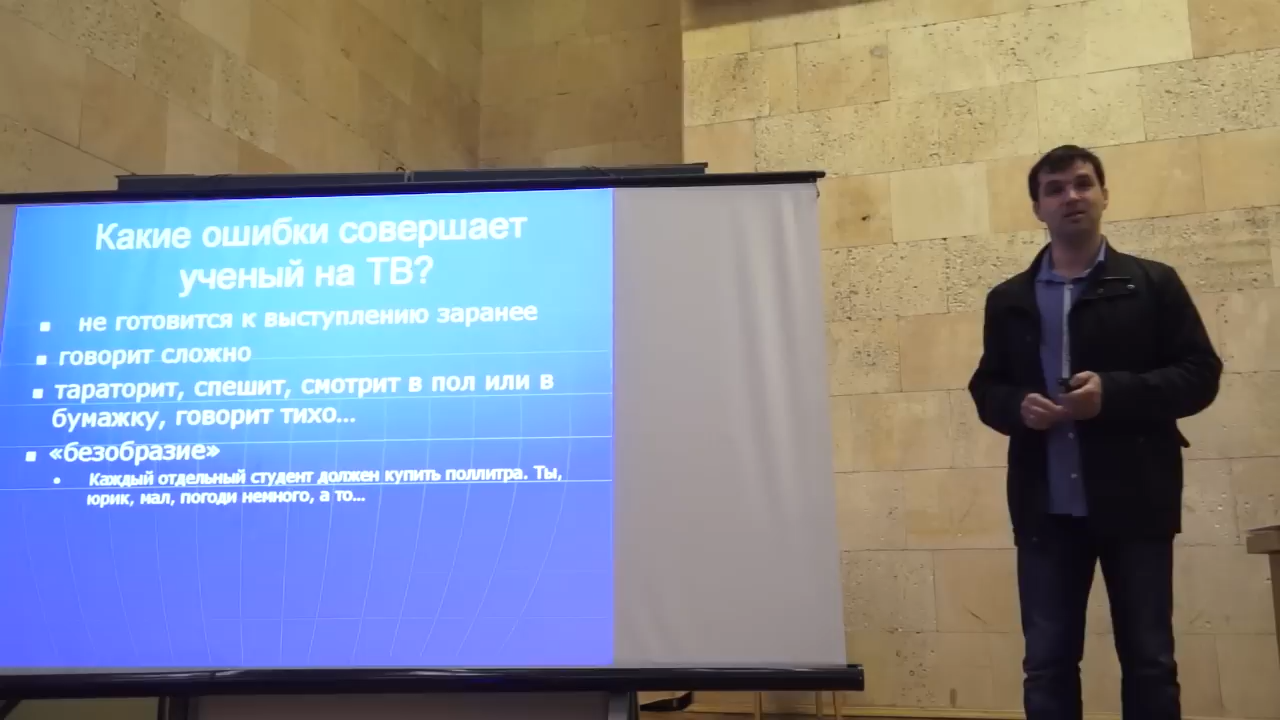 Какие ошибки совершает
ученый на ТВ?
не готовится к выступлению заранее
говорит сложно
тараторит, спешит, смотрит в пол или в
бумажку, говорит тихо...
«безобразие»
Каждый отдельный студент должен купить поллитра. Ты,
юрик, мал, погоди немного, а то...